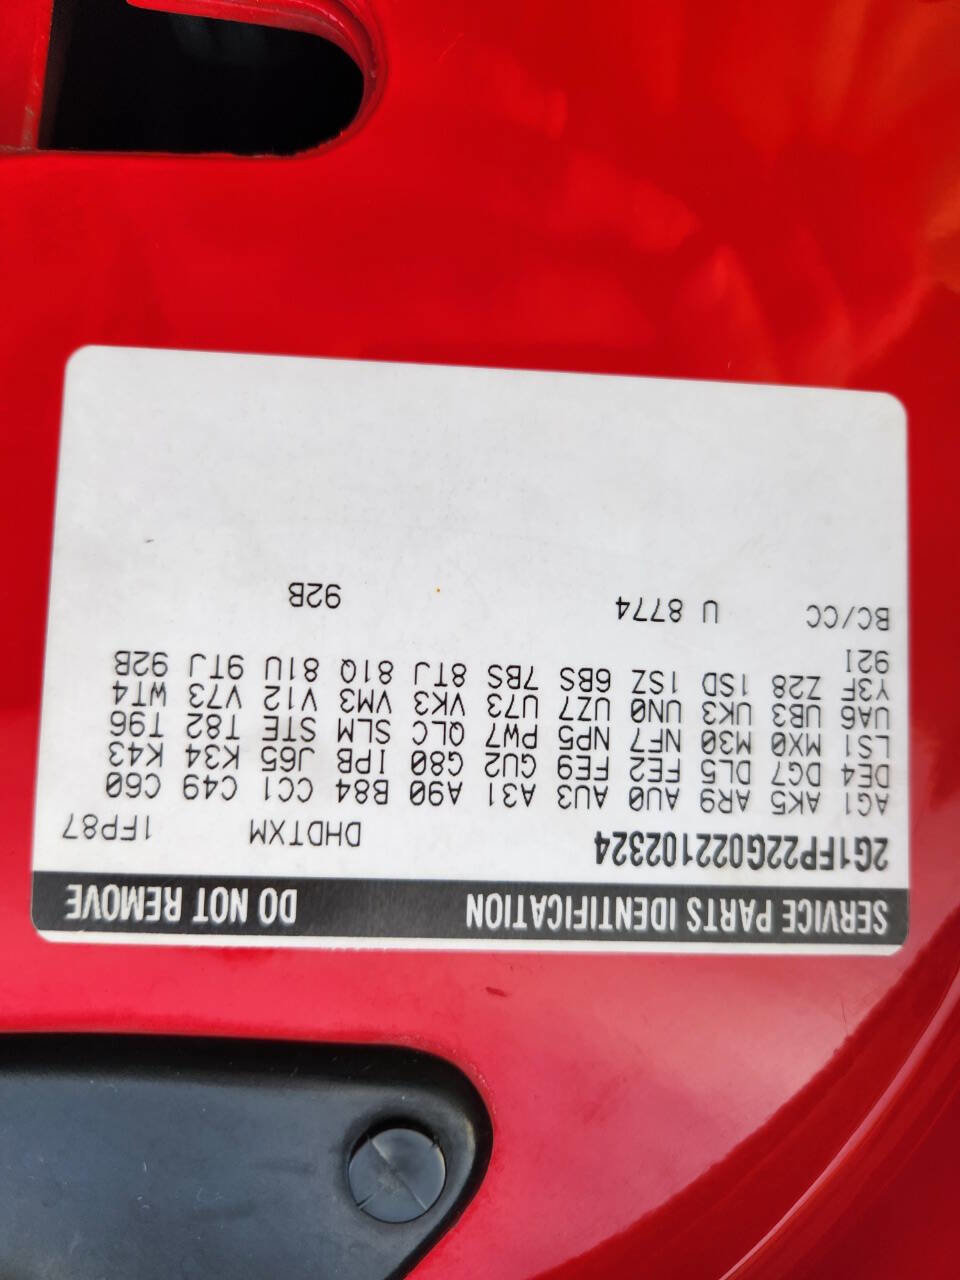 SERVICE PARTS IDENTIFICATION DO NOT REMOVE
2G1FP22G022102324 DHDTXM 1FP87
AG1 AK5 AR9 AU0 AU3 A31 A90 B84 CC1 C49 C60
DE4 DG7 DL5 FE2 FE9 GU2 G80 IPB J65 K34 K43
LS1 MX0 M30 NF7 NP5 PW7 QLC SLM STE T82 T96
UA6 UB3 UK3 UN0 UZ7 U73 VK3 VM3 V12 V73 WT4
Y3F Z28 1SD 1SZ 6BS 7BS 8TJ 81Q 81U 9TJ 92B
92I
BC/CC U 8774 92B